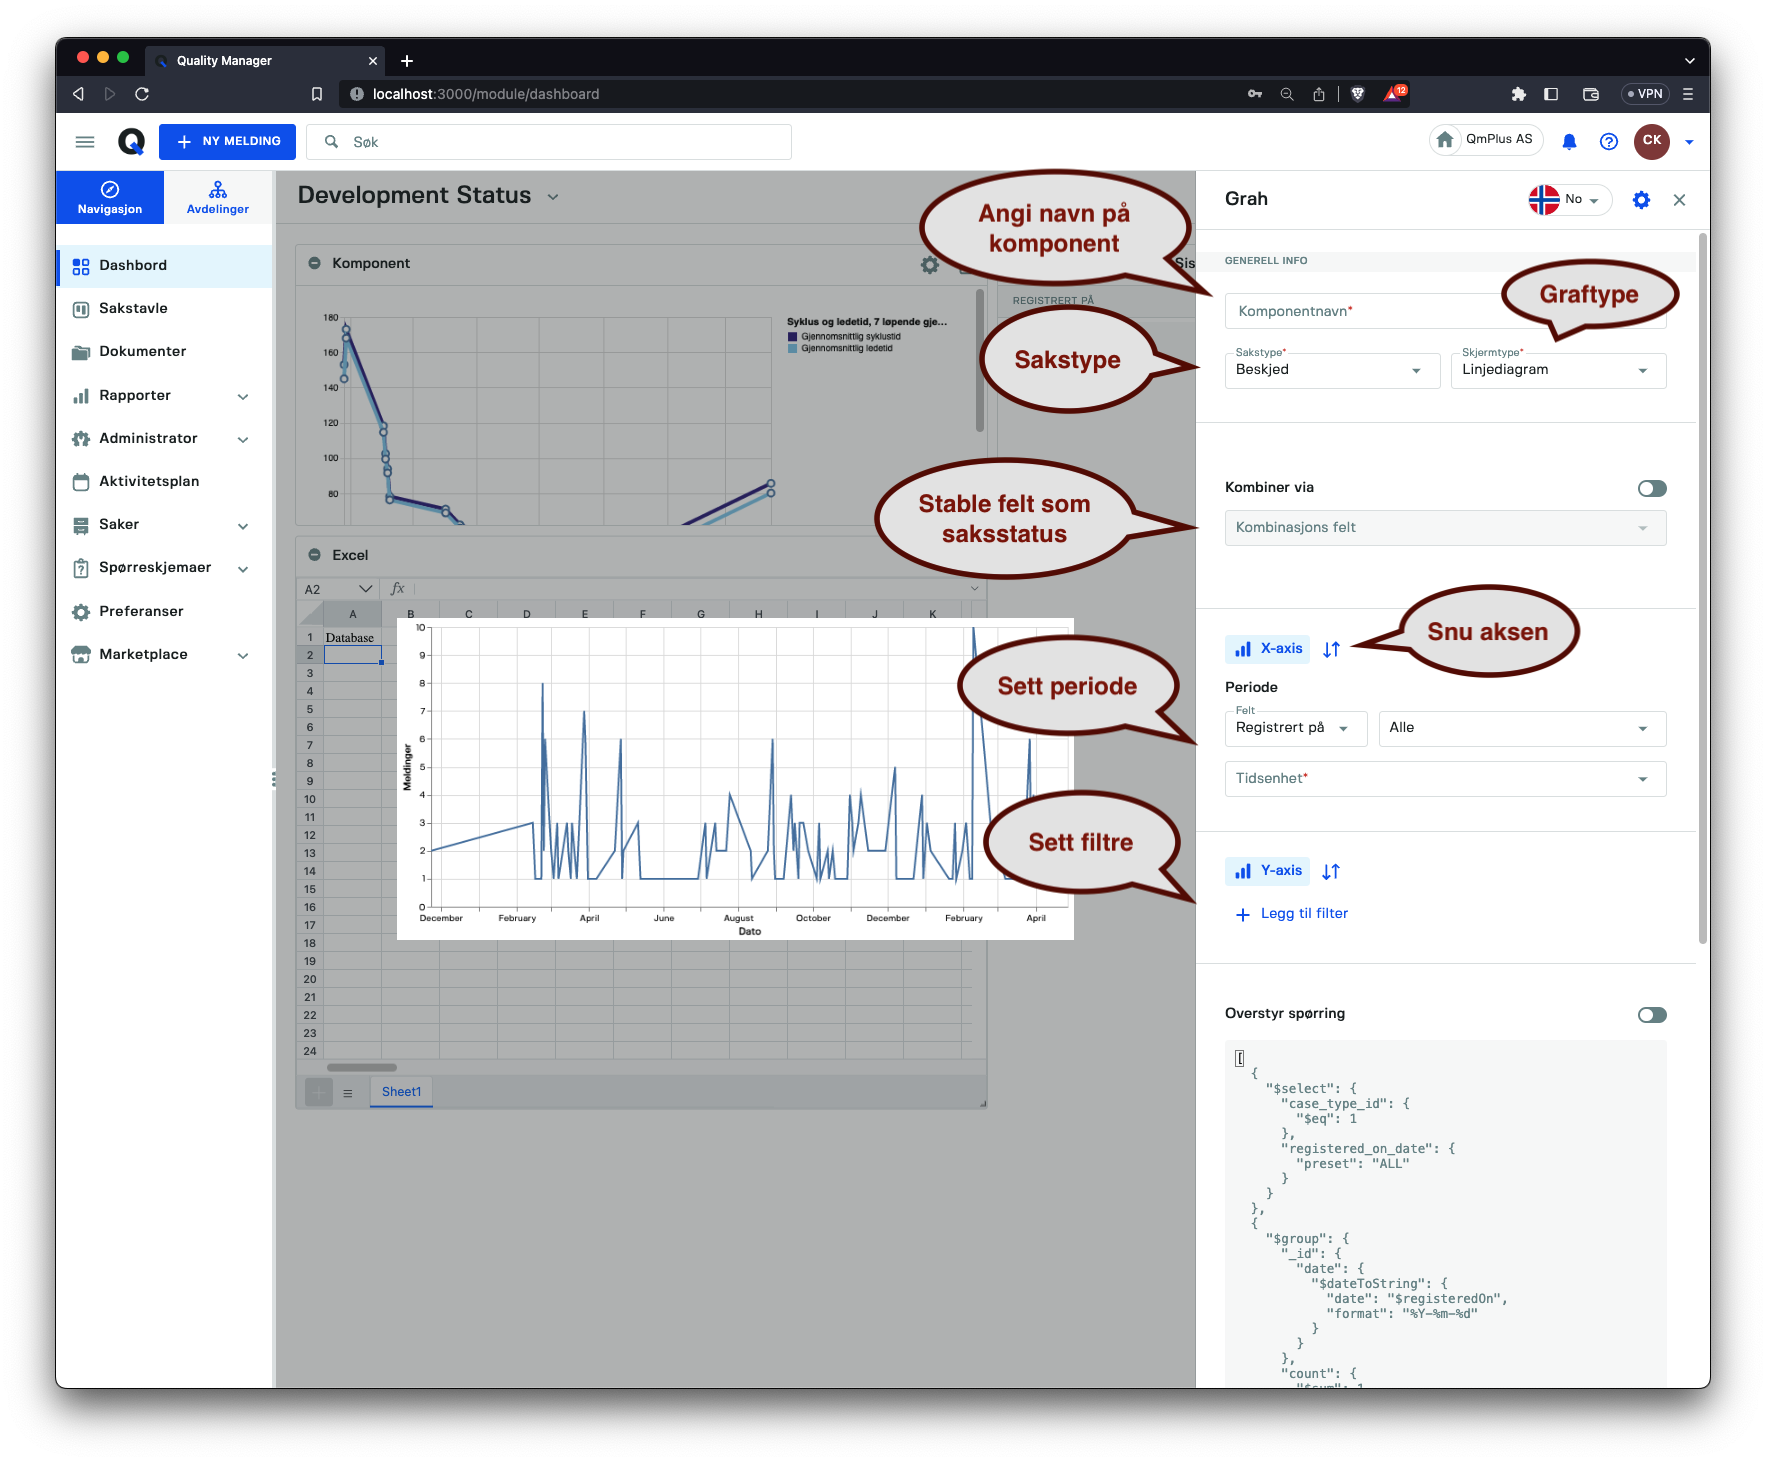 Quality Manager
localhost:3000/module/dashboard
12
VPN
NY MELDING
Søk
QmPlus AS
CK
Navigasjon
Avdelinger
Dashbord
Sakstavle
Dokumenter
Rapporter
Administrator
Aktivitetsplan
Saker
Spørreskjemaer
Preferanser
Marketplace
Development Status
Komponent
180
160
140
120
100
80
Syklus og ledetid, 7 løpende gje...
Gjennomsnittlig syklustid
Gjennomsnittlig ledetid
Sis
REGISTRERT PÅ
Excel
A2
fx
A B C D E F G H I J K
1 Database
2
3
4
5
6
7
8
9
10
11
12
13
14
15
16
17
18
19
20
21
22
23
24
Sheet1
10
9
8
7
6
5
4
3
2
1
0
Meldinger
December February April June August October December February April
Dato
Angi navn på
komponent
Graftype
Sakstype
Stable felt som
saksstatus
Snu aksen
Sett periode
Sett filtre
Grah
No
GENERELL INFO
Komponentnavn*
Sakstype*
Beskjed
Skjermtype*
Linjediagram
Kombiner via
Kombinasjons felt
X-axis
Periode
Felt
Registrert på
Alle
Tidsenhet*
Y-axis
+ Legg til filter
Overstyr spørring
[
{
"$select": {
"case_type_id": {
"$eq": 1
},
"registered_on_date": {
"preset": "ALL"
}
}
},
{
"$group": {
"_id": {
"date": {
"$dateToString": {
"date": "$registeredOn",
"format": "%Y-%m-%d"
}
}
},
"count": {
"$sum": 1